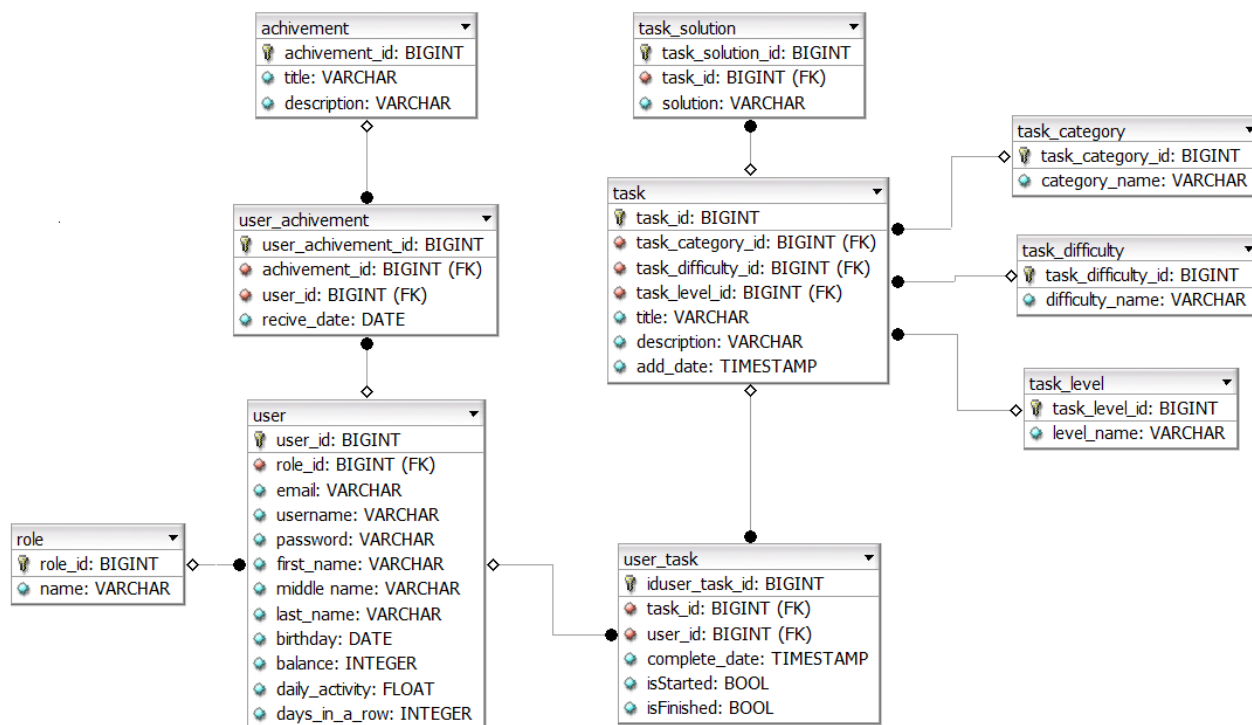 achivement
achivement_id: BIGINT
title: VARCHAR
description: VARCHAR
task_solution
task_solution_id: BIGINT
task_id: BIGINT (FK)
solution: VARCHAR
task_category
task_category_id: BIGINT
category_name: VARCHAR
user_achivement
user_achivement_id: BIGINT
achivement_id: BIGINT (FK)
user_id: BIGINT (FK)
recive_date: DATE
task
task_id: BIGINT
task_category_id: BIGINT (FK)
task_difficulty_id: BIGINT (FK)
task_level_id: BIGINT (FK)
title: VARCHAR
description: VARCHAR
add_date: TIMESTAMP
task_difficulty
task_difficulty_id: BIGINT
difficulty_name: VARCHAR
task_level
task_level_id: BIGINT
level_name: VARCHAR
user
user_id: BIGINT
role_id: BIGINT (FK)
email: VARCHAR
username: VARCHAR
password: VARCHAR
first_name: VARCHAR
middle name: VARCHAR
last_name: VARCHAR
birthday: DATE
balance: INTEGER
daily_activity: FLOAT
days_in_a_row: INTEGER
role
role_id: BIGINT
name: VARCHAR
user_task
iduser_task_id: BIGINT
task_id: BIGINT (FK)
user_id: BIGINT (FK)
complete_date: TIMESTAMP
isStarted: BOOL
isFinished: BOOL